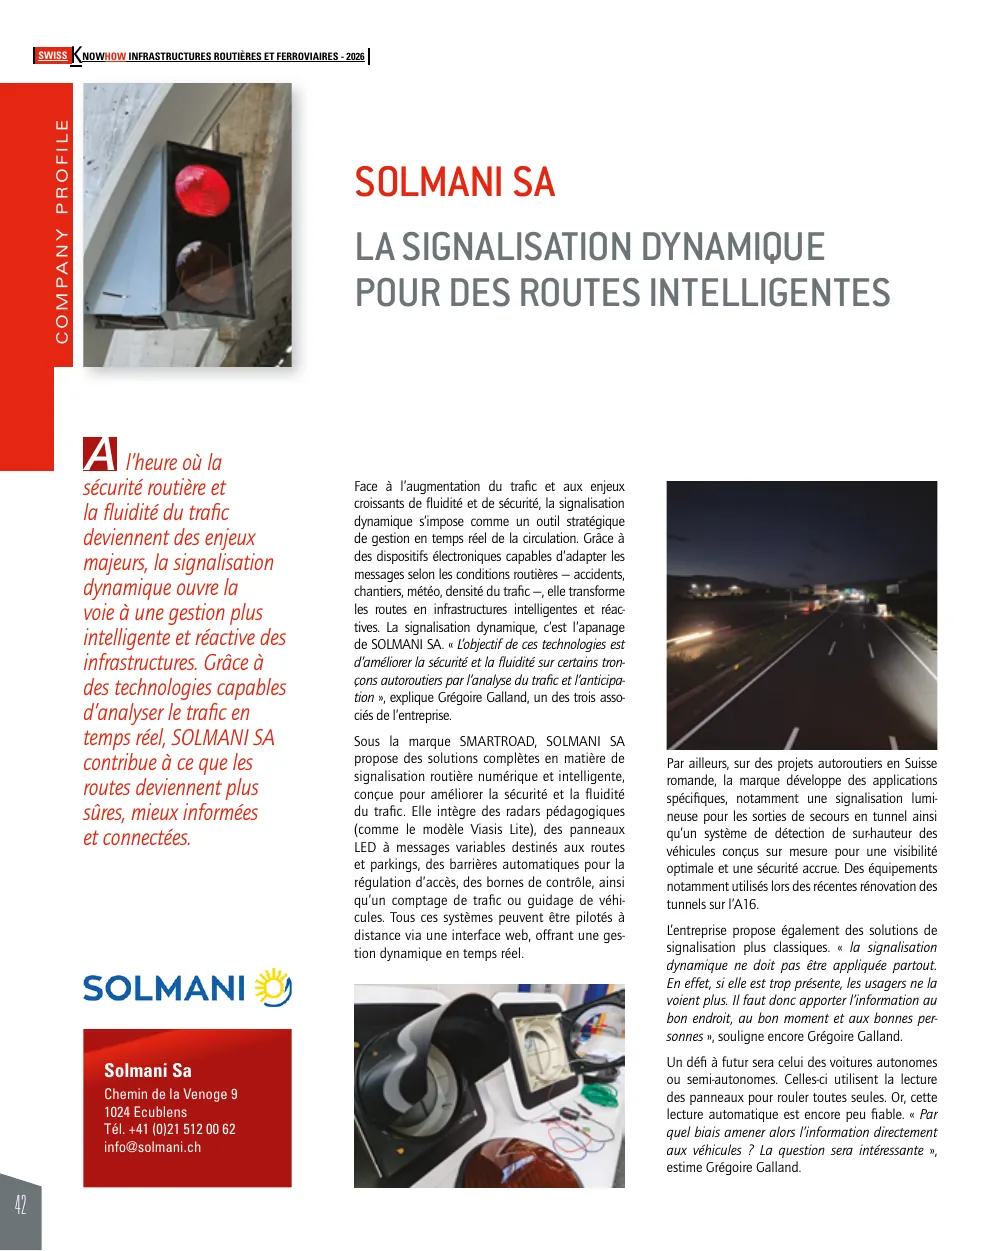 SWISS KNOWHOW INFRASTRUCTURES ROUTIÈRES ET FERROVIAIRES - 2026
COMPANY PROFILE
SOLMANI SA
LA SIGNALISATION DYNAMIQUE
POUR DES ROUTES INTELLIGENTES
A l’heure où la
sécurité routière et
la fluidité du trafic
deviennent des enjeux
majeurs, la signalisation
dynamique ouvre la
voie à une gestion plus
intelligente et réactive des
infrastructures. Grâce à
des technologies capables
d’analyser le trafic en
temps réel, SOLMANI SA
contribue à ce que les
routes deviennent plus
sûres, mieux informées
et connectées.
SOLMANI
Solmani Sa
Chemin de la Venoge 9
1024 Ecublens
Tél. +41 (0)21 512 00 62
info@solmani.ch
Face à l’augmentation du trafic et aux enjeux
croissants de fluidité et de sécurité, la signalisation
dynamique s’impose comme un outil stratégique
de gestion en temps réel de la circulation. Grâce à
des dispositifs électroniques capables d’adapter les
messages selon les conditions routières — accidents,
chantiers, météo, densité du trafic —, elle transforme
les routes en infrastructures intelligentes et réac-
tives. La signalisation dynamique, c’est l’apanage
de SOLMANI SA. « L’objectif de ces technologies est
d’améliorer la sécurité et la fluidité sur certains tron-
çons autoroutiers par l’analyse du trafic et l’anticipa-
tion », explique Grégoire Galland, un des trois asso-
ciés de l’entreprise.
Sous la marque SMARTROAD, SOLMANI SA
propose des solutions complètes en matière de
signalisation routière numérique et intelligente,
conçue pour améliorer la sécurité et la fluidité
du trafic. Elle intègre des radars pédagogiques
(comme le modèle Viasis Lite), des panneaux
LED à messages variables destinés aux routes
et parkings, des barrières automatiques pour la
régulation d’accès, des bornes de contrôle, ainsi
qu’un comptage de trafic ou guidage de véhi-
cules. Tous ces systèmes peuvent être pilotés à
distance via une interface web, offrant une ges-
tion dynamique en temps réel.
Par ailleurs, sur des projets autoroutiers en Suisse
romande, la marque développe des applications
spécifiques, notamment une signalisation lumi-
neuse pour les sorties de secours en tunnel ainsi
qu’un système de détection de sur-hauteur des
véhicules conçus sur mesure pour une visibilité
optimale et une sécurité accrue. Des équipements
notamment utilisés lors des récentes rénovation des
tunnels sur l’A16.
L’entreprise propose également des solutions de
signalisation plus classiques. « la signalisation
dynamique ne doit pas être appliquée partout.
En effet, si elle est trop présente, les usagers ne la
voient plus. Il faut donc apporter l’information au
bon endroit, au bon moment et aux bonnes per-
sonnes », souligne encore Grégoire Galland.
Un défi à futur sera celui des voitures autonomes
ou semi-autonomes. Celles-ci utilisent la lecture
des panneaux pour rouler toutes seules. Or, cette
lecture automatique est encore peu fiable. « Par
quel biais amener alors l’information directement
aux véhicules ? La question sera intéressante »,
estime Grégoire Galland.
42